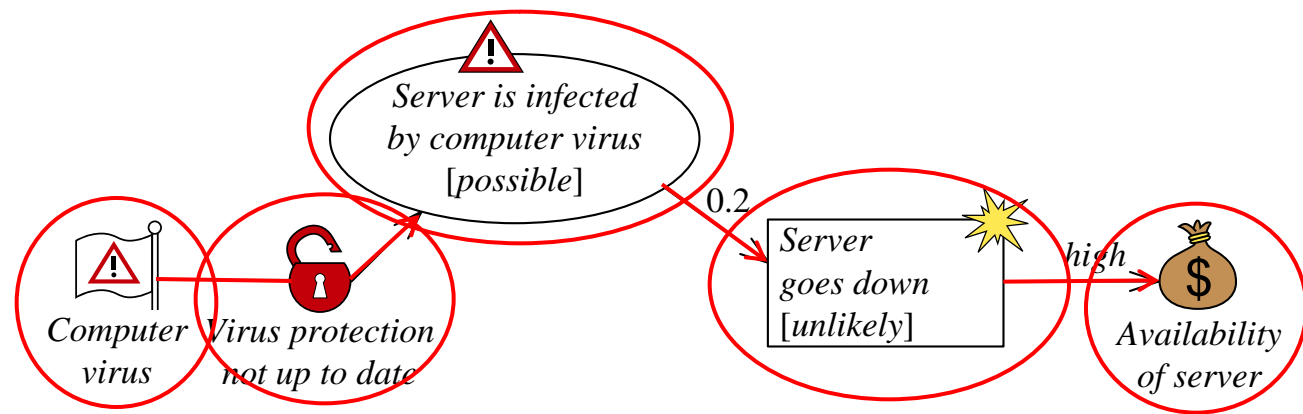 Server is infected
by computer virus
[possible]
0.2
Server
goes down
[unlikely]
high
$
Computer
virus
Virus protection
not up to date
Availability
of server